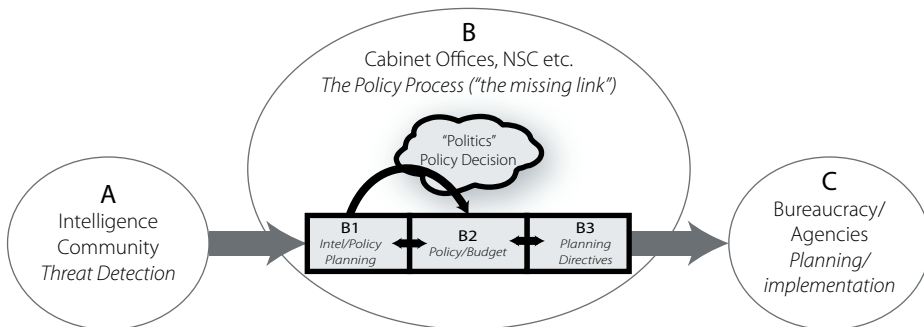 B
Cabinet Offices, NSC etc.
The Policy Process ("the missing link")
"Politics"
Policy Decision
A
Intelligence
Community
Threat Detection
B1
Intel/Policy
Planning
B2
Policy/Budget
B3
Planning
Directives
C
Bureaucracy/
Agencies
Planning/
implementation